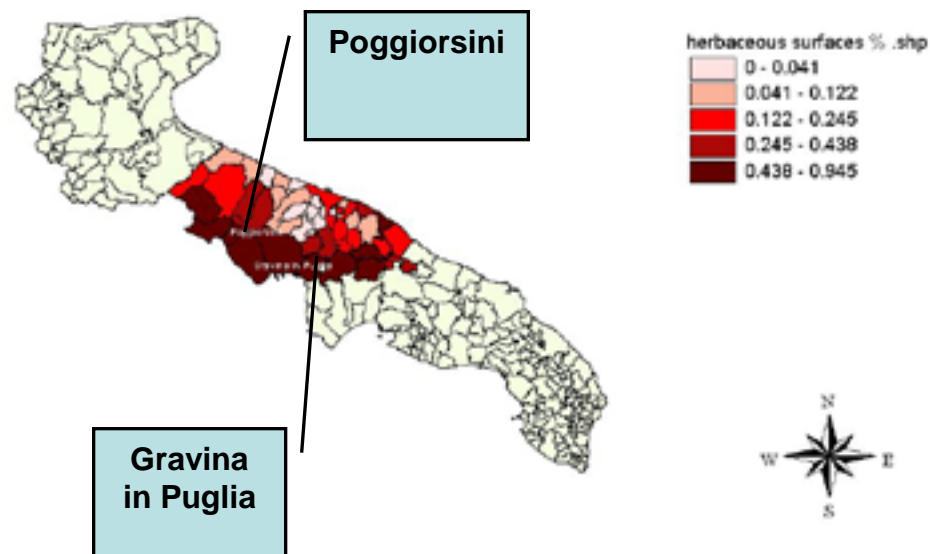 Poggiorsini
herbaceous surfaces % .shp
0 - 0.041
0.041 - 0.122
0.122 - 0.245
0.245 - 0.438
0.438 - 0.945
Gravina
in Puglia
N
W
E
S